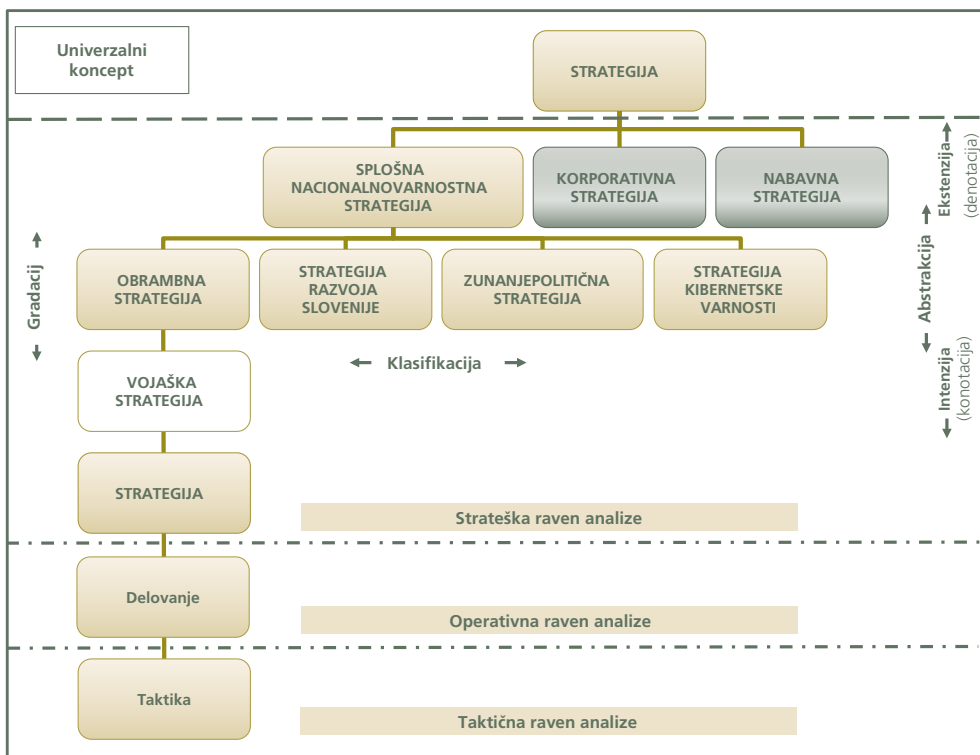 Univerzalni
koncept
STRATEGIJA
SPLOŠNA
NACIONALNOVARNOSTNA
STRATEGIJA
KORPORATIVNA
STRATEGIJA
NABAVNA
STRATEGIJA
Ekstenzija
(denotacija)
Gradacij
OBRAMBNA
STRATEGIJA
STRATEGIJA
RAZVOJA
SLOVENIJE
ZUNANJEPOLITIČNA
STRATEGIJA
STRATEGIJA
KIBERNETSKE
VARNOSTI
Abstrakcija
Klasifikacija
Intenzija
(konotacija)
VOJAŠKA
STRATEGIJA
STRATEGIJA
Strateška raven analize
Delovanje
Operativna raven analize
Taktika
Taktična raven analize